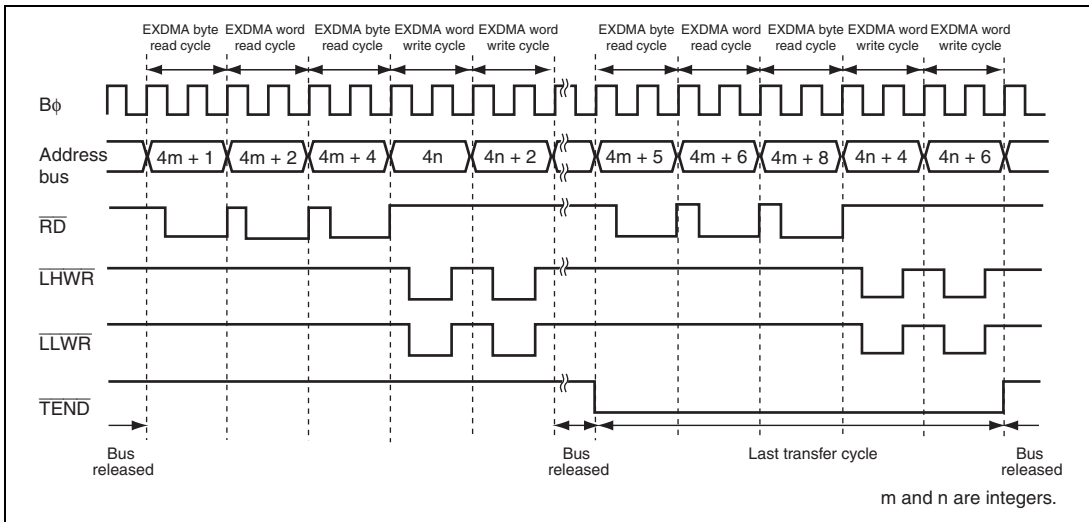 EXDMA byte read cycle
EXDMA word read cycle
EXDMA byte read cycle
EXDMA word write cycle
EXDMA word write cycle
EXDMA byte read cycle
EXDMA word read cycle
EXDMA byte read cycle
EXDMA word write cycle
EXDMA word write cycle
Bφ
Address bus
4m + 1
4m + 2
4m + 4
4n
4n + 2
4m + 5
4m + 6
4m + 8
4n + 4
4n + 6
RD
LHWR
LLWR
TEND
Bus released
Bus released
Last transfer cycle
Bus released
m and n are integers.